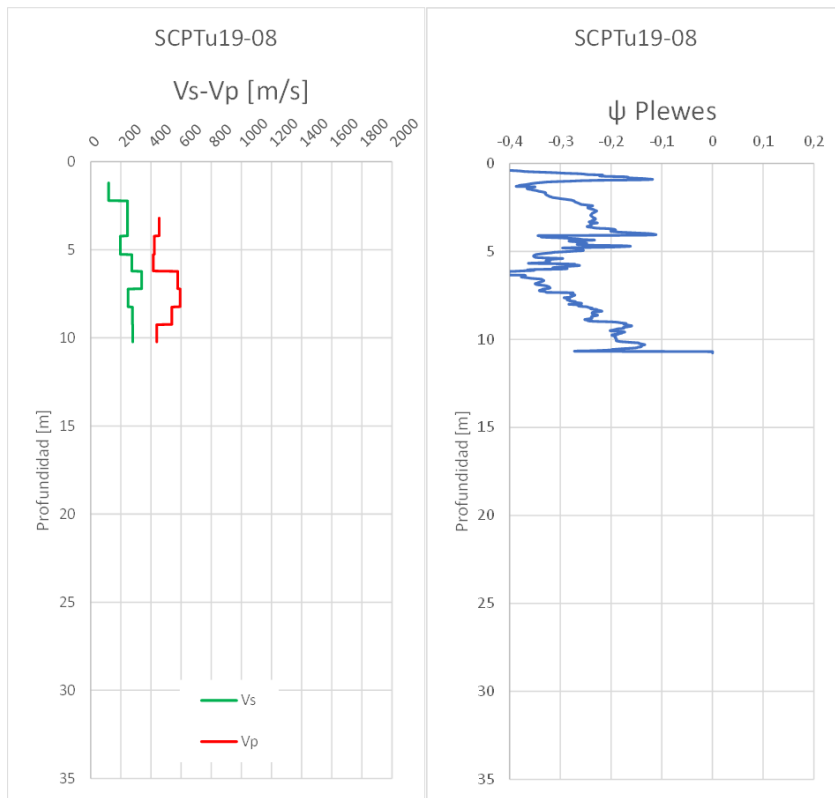 SCPTu19-08
Vs-Vp [m/s]
0 200 400 600 800 1000 1200 1400 1600 1800 2000
0
5
10
15
20
25
30
35
Profundidad [m]
Vs
Vp
SCPTu19-08
ψ Plewes
-0,4 -0,3 -0,2 -0,1 0 0,1 0,2
0
5
10
15
20
25
30
35
Profundidad [m]